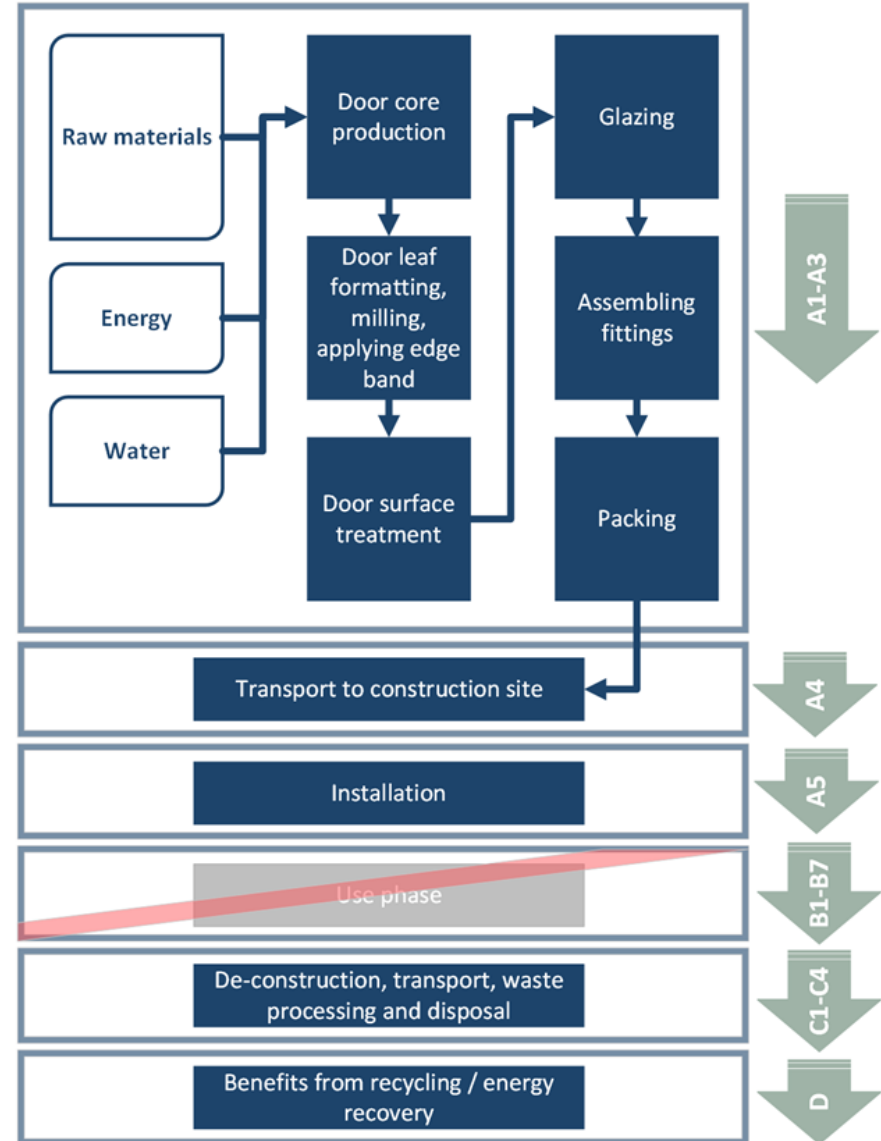 Raw materials
Energy
Water
Door core
production
Door leaf
formatting,
milling,
applying edge
band
Door surface
treatment
Glazing
Assembling
fittings
Packing
A1-A3
Transport to construction site
A4
Installation
A5
Use phase
B1-B7
De-construction, transport, waste
processing and disposal
C1-C4
Benefits from recycling / energy
recovery
D